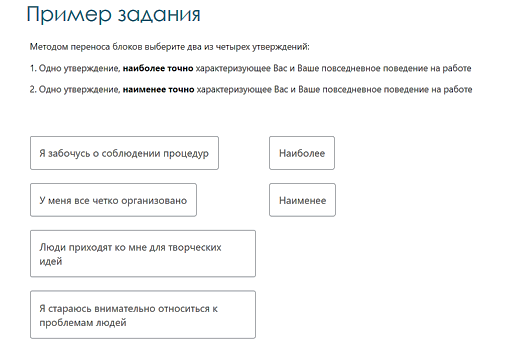 Пример задания
Методом переноса блоков выберите два из четырех утверждений:
1. Одно утверждение, наиболее точно характеризующее Вас и Ваше повседневное поведение на работе
2. Одно утверждение, наименее точно характеризующее Вас и Ваше повседневное поведение на работе
Я забочусь о соблюдении процедур
Наиболее
У меня все четко организовано
Наименее
Люди приходят ко мне для творческих
идей
Я стараюсь внимательно относиться к
проблемам людей